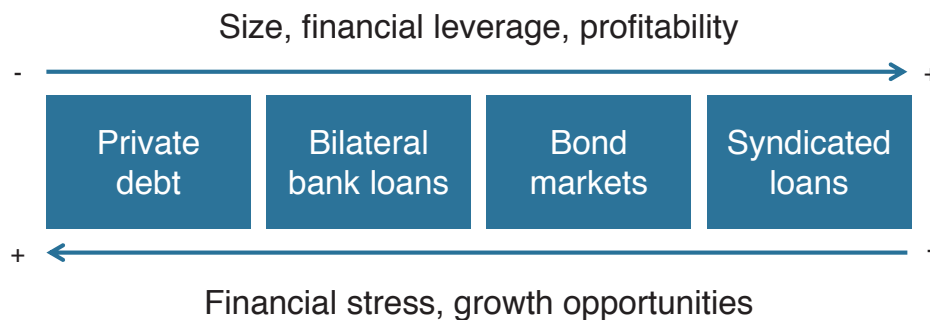 Size, financial leverage, profitability
- +
Private Bilateral Bond Syndicated
debt bank loans markets loans
+ -
Financial stress, growth opportunities